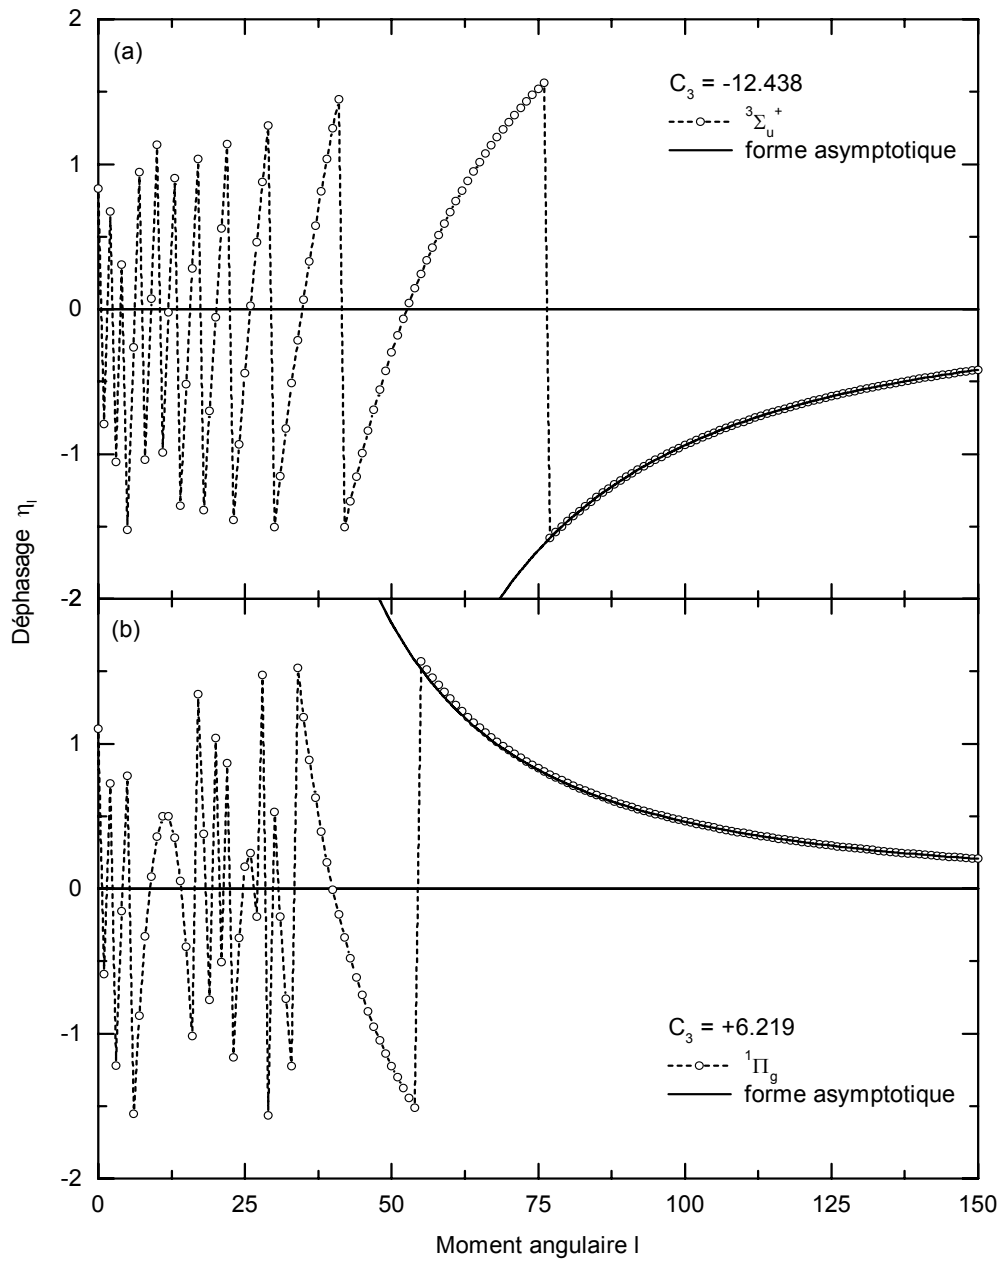 2
(a)
C₃ = -12.438
³Σᵤ⁺
forme asymptotique
1
0
-1
-2
Déphasage ηₗ
(b)
1
0
-1
-2
C₃ = +6.219
¹Π_g
forme asymptotique
0 25 50 75 100 125 150
Moment angulaire l